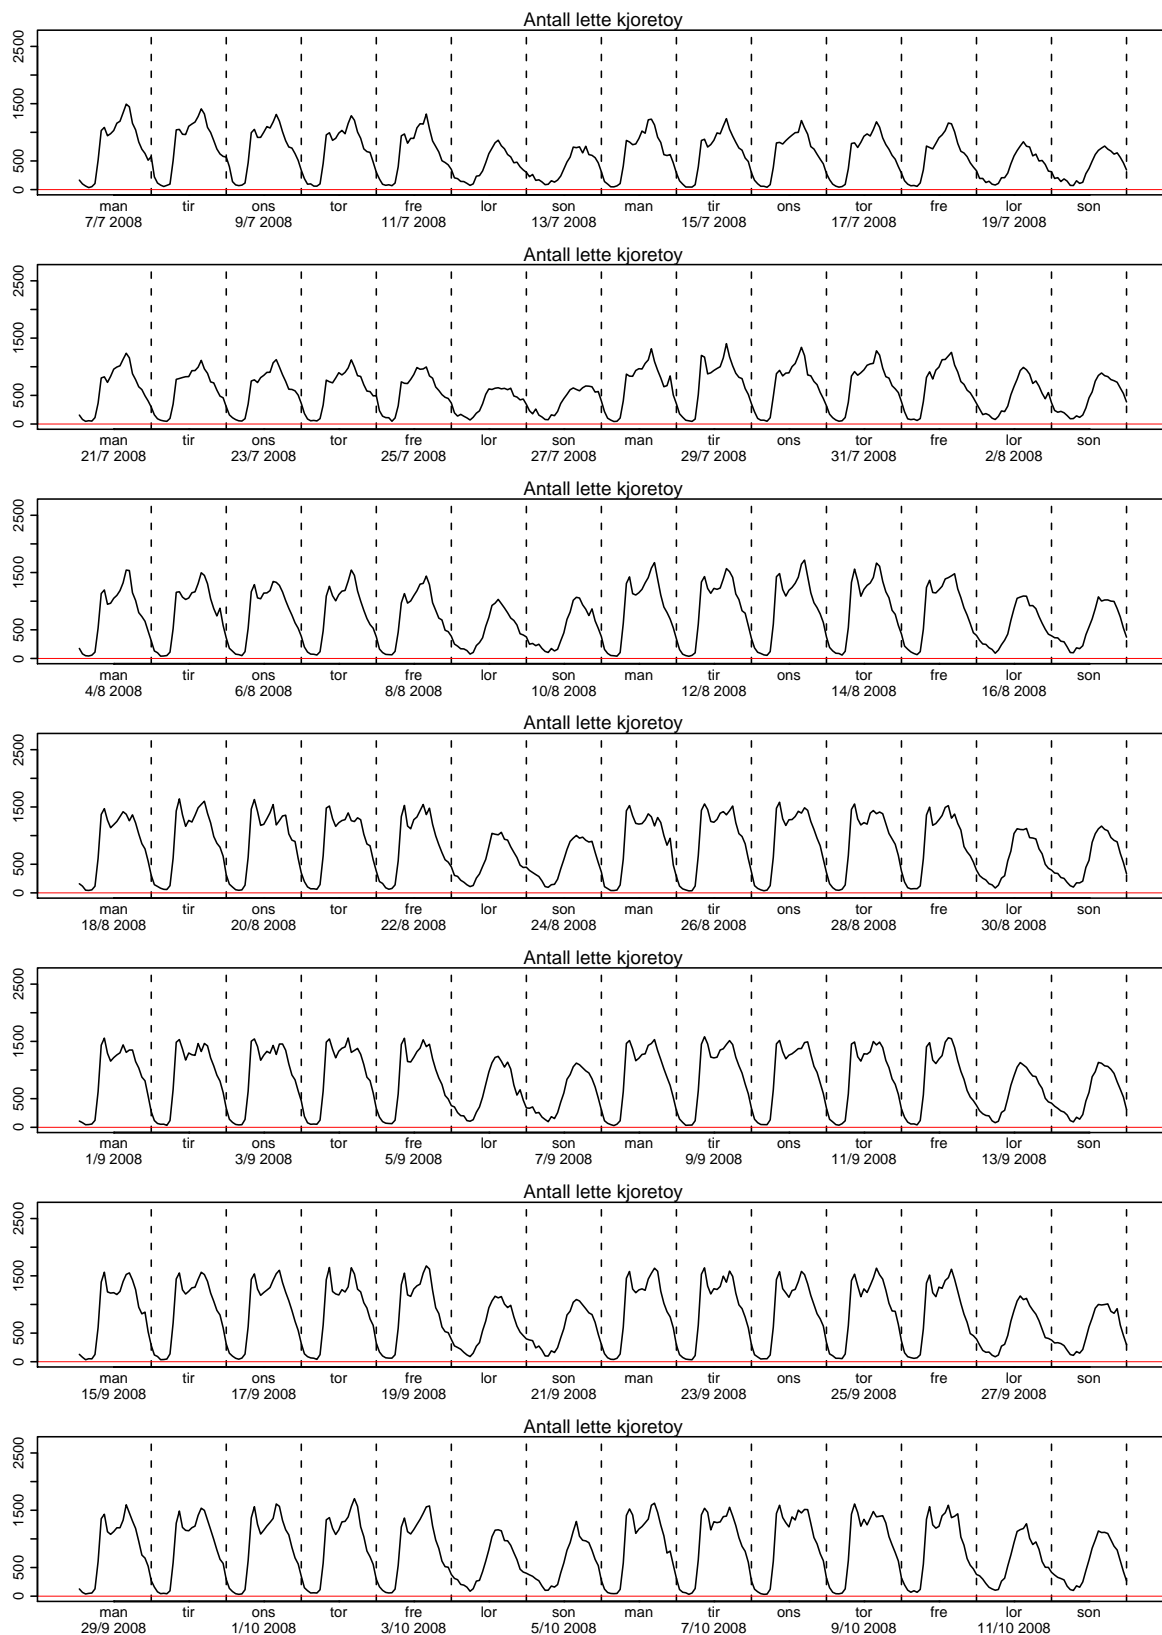 Antall lette kjoretoy
2500
1500
500
0
man tir ons tor fre lor son man tir ons tor fre lor son
7/7 2008 9/7 2008 11/7 2008 13/7 2008 15/7 2008 17/7 2008 19/7 2008
Antall lette kjoretoy
2500
1500
500
0
man tir ons tor fre lor son man tir ons tor fre lor son
21/7 2008 23/7 2008 25/7 2008 27/7 2008 29/7 2008 31/7 2008 2/8 2008
Antall lette kjoretoy
2500
1500
500
0
man tir ons tor fre lor son man tir ons tor fre lor son
4/8 2008 6/8 2008 8/8 2008 10/8 2008 12/8 2008 14/8 2008 16/8 2008
Antall lette kjoretoy
2500
1500
500
0
man tir ons tor fre lor son man tir ons tor fre lor son
18/8 2008 20/8 2008 22/8 2008 24/8 2008 26/8 2008 28/8 2008 30/8 2008
Antall lette kjoretoy
2500
1500
500
0
man tir ons tor fre lor son man tir ons tor fre lor son
1/9 2008 3/9 2008 5/9 2008 7/9 2008 9/9 2008 11/9 2008 13/9 2008
Antall lette kjoretoy
2500
1500
500
0
man tir ons tor fre lor son man tir ons tor fre lor son
15/9 2008 17/9 2008 19/9 2008 21/9 2008 23/9 2008 25/9 2008 27/9 2008
Antall lette kjoretoy
2500
1500
500
0
man tir ons tor fre lor son man tir ons tor fre lor son
29/9 2008 1/10 2008 3/10 2008 5/10 2008 7/10 2008 9/10 2008 11/10 2008